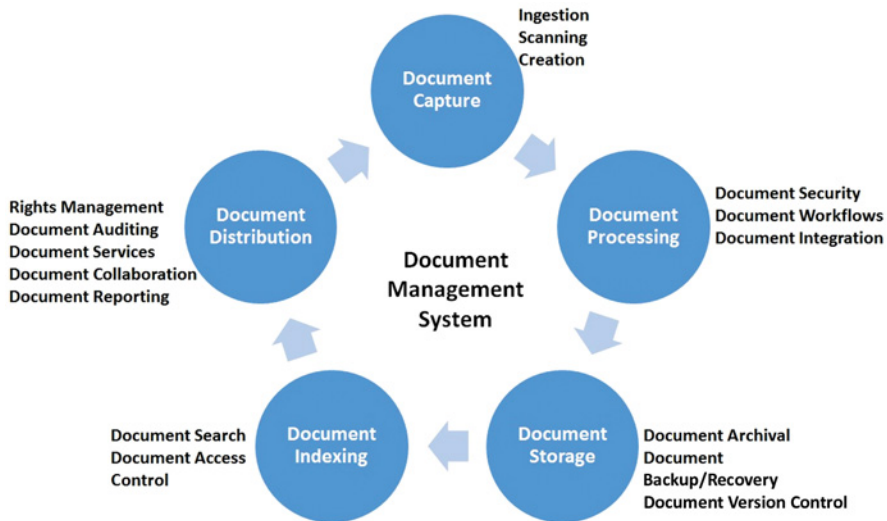 Ingestion
Scanning
Creation
Document
Capture
Document
Processing
Document Security
Document Workflows
Document Integration
Document
Storage
Document Archival
Document
Backup/Recovery
Document Version Control
Document
Indexing
Document Search
Document Access
Control
Document
Distribution
Rights Management
Document Auditing
Document Services
Document Collaboration
Document Reporting
Document
Management
System